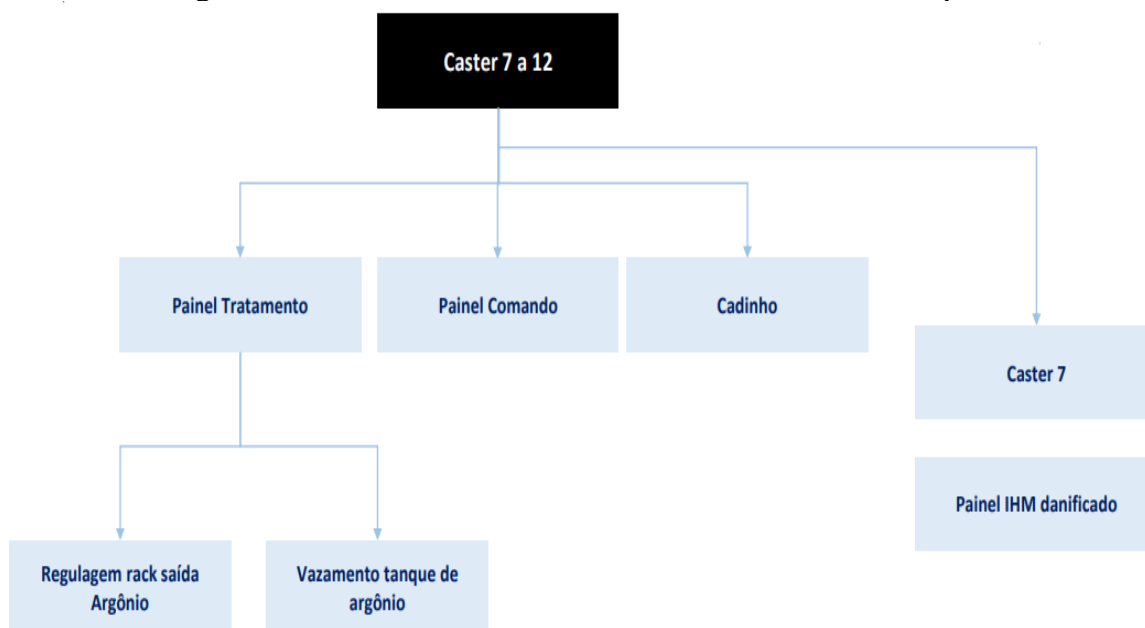 Caster 7 a 12
Painel Tratamento
Painel Comando
Cadinho
Caster 7
Painel IHM danificado
Regulagem rack saída
Argônio
Vazamento tanque de
argônio